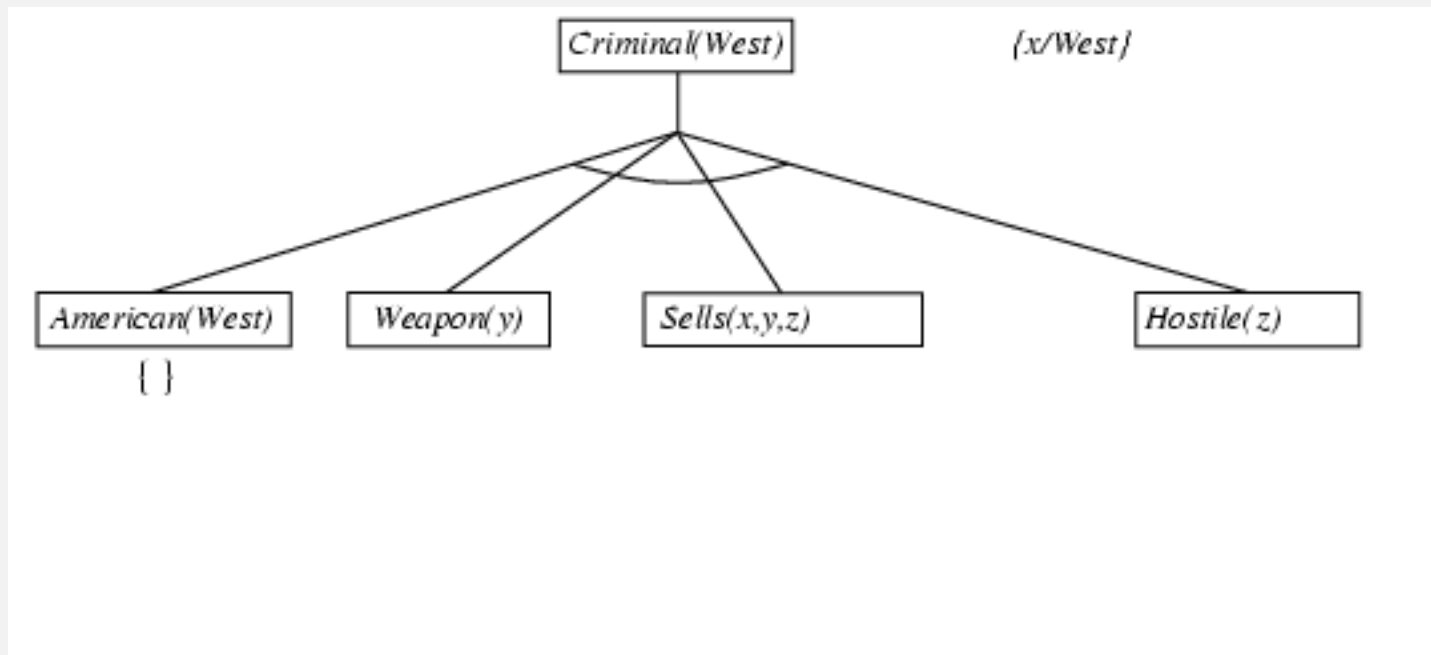 Criminal(West)
{x/West}
American(West)
Weapon(y)
Sells(x,y,z)
Hostile(z)
{ }